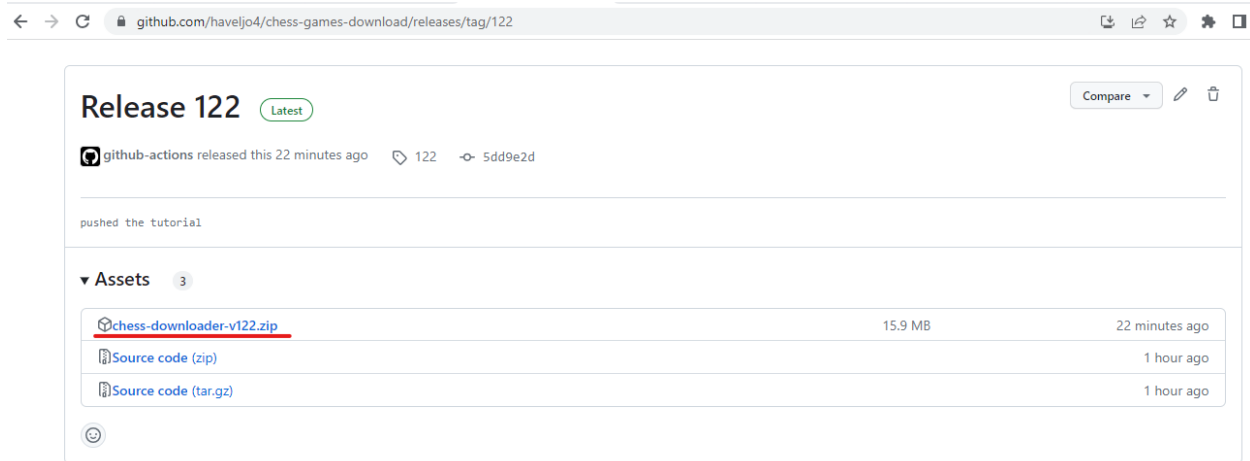 github.com/haveljo4/chess-games-download/releases/tag/122
Release 122 Latest
Compare
github-actions released this 22 minutes ago 122 5dd9e2d
pushed the tutorial
Assets 3
chess-downloader-v122.zip 15.9 MB 22 minutes ago
Source code (zip) 1 hour ago
Source code (tar.gz) 1 hour ago